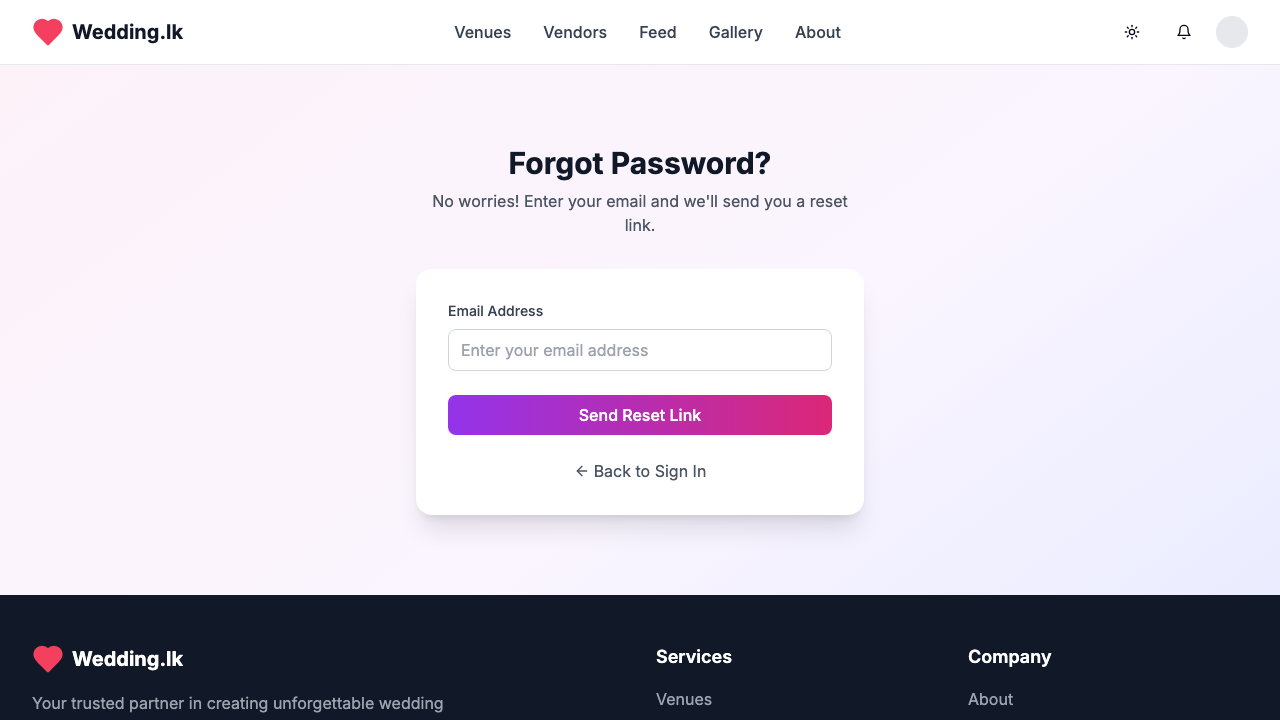 Wedding.lk
Venues
Vendors
Feed
Gallery
About
Forgot Password?
No worries! Enter your email and we'll send you a reset
link.
Email Address
Enter your email address
Send Reset Link
← Back to Sign In
Wedding.lk
Your trusted partner in creating unforgettable wedding
Services
Venues
Company
About